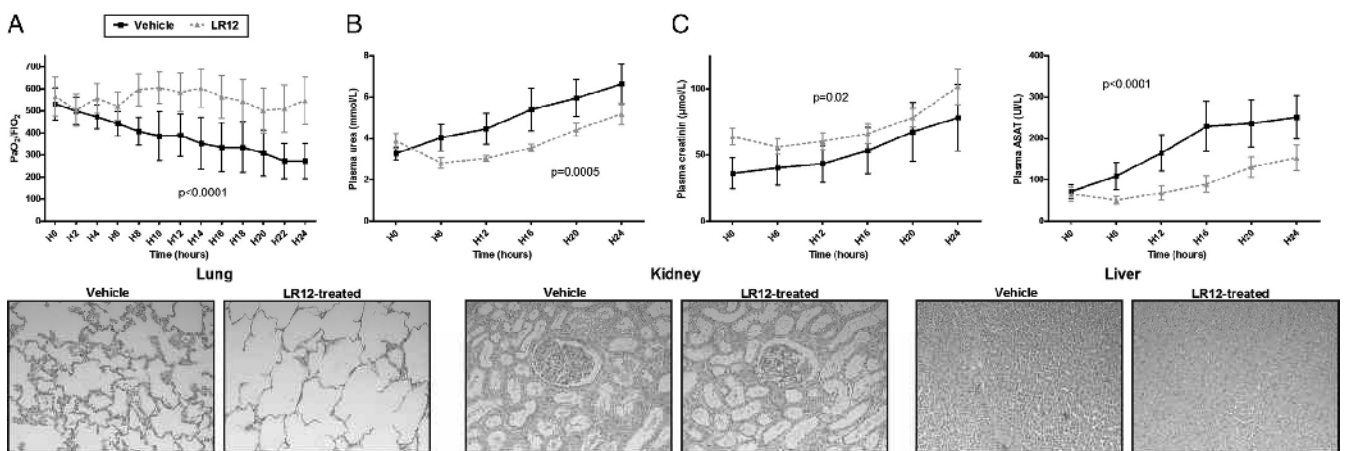 A
Vehicle
LR12
B
C
PaO2/FiO2
700
600
500
400
300
200
100
0
p<0.0001
H0
H2
H4
H6
H8
H10
H12
H14
H16
H18
H20
H22
H24
Time (hours)
Plasma urea (mmol/L)
8
6
4
2
0
p=0.0005
H0
H6
H12
H16
H20
H24
Time (hours)
Plasma creatinin (µmol/L)
100
50
0
p=0.02
H0
H6
H12
H16
H20
H24
Time (hours)
Plasma ASAT (UI/L)
400
300
200
100
0
p<0.0001
H0
H6
H12
H16
H20
H24
Time (hours)
Lung
Vehicle
LR12-treated
Kidney
Vehicle
LR12-treated
Liver
Vehicle
LR12-treated